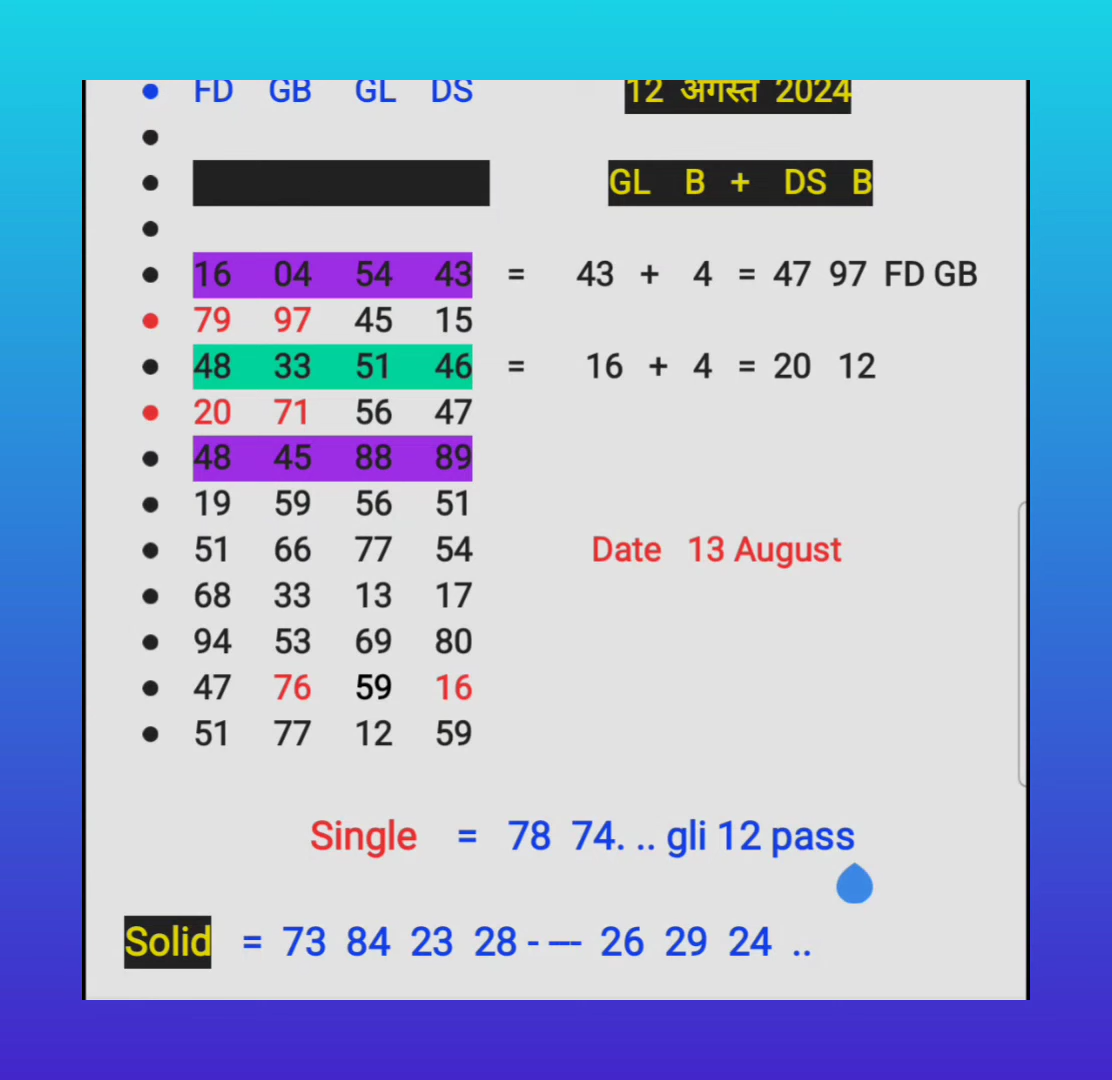 FD GB GL DS 12 अगस्त 2024
GL B + DS B
16 04 54 43 = 43 + 4 = 47 97 FD GB
79 97 45 15
48 33 51 46 = 16 + 4 = 20 12
20 71 56 47
48 45 88 89
19 59 56 51
51 66 77 54 Date 13 August
68 33 13 17
94 53 69 80
47 76 59 16
51 77 12 59
Single = 78 74. .. gli 12 pass
Solid = 73 84 23 28 - --- 26 29 24 ..